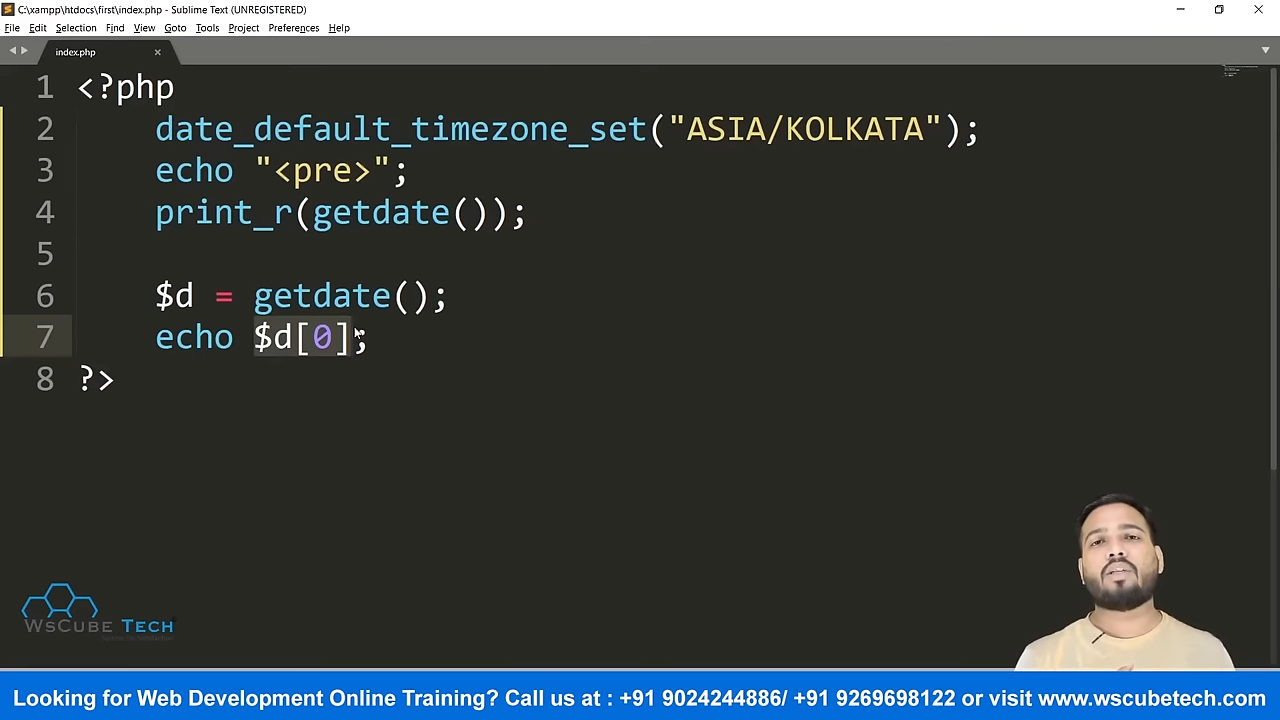 C:\xampp\htdocs\first\index.php - Sublime Text (UNREGISTERED)
File Edit Selection Find View Goto Tools Project Preferences Help
index.php
1 <?php
2 date_default_timezone_set("ASIA/KOLKATA");
3 echo "<pre>";
4 print_r(getdate());
5
6 $d = getdate();
7 echo $d[0];
8 ?>
WsCube Tech
Looking for Web Development Online Training? Call us at : +91 9024244886/ +91 9269698122 or visit www.wscubetech.com